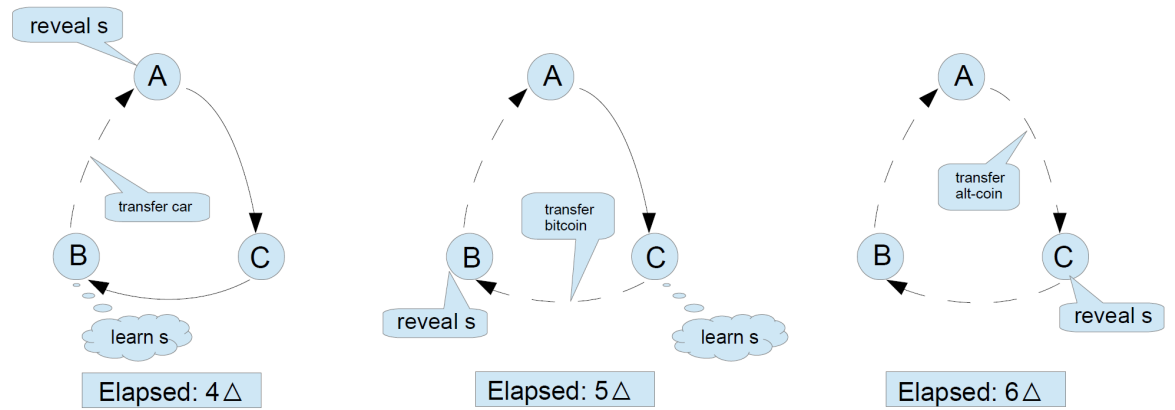 reveal s
A
transfer car
B
C
learn s
Elapsed: 4△
A
transfer
bitcoin
B
C
reveal s
learn s
Elapsed: 5△
A
transfer
alt-coin
B
C
reveal s
Elapsed: 6△